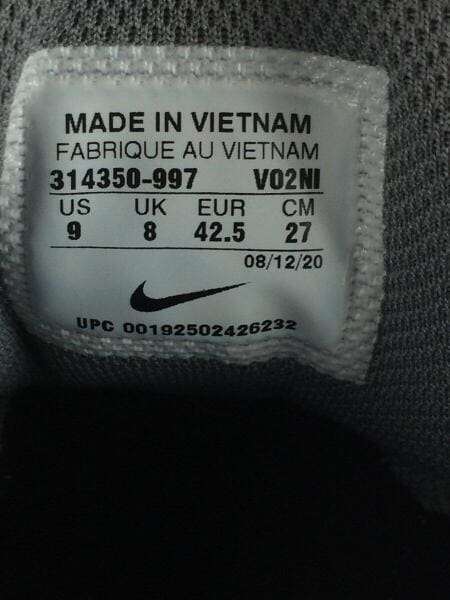 MADE IN VIETNAM
FABRIQUE AU VIETNAM
314350-997 V02NI
US UK EUR CM
9 8 42.5 27
08/12/20
UPC 00192502426232